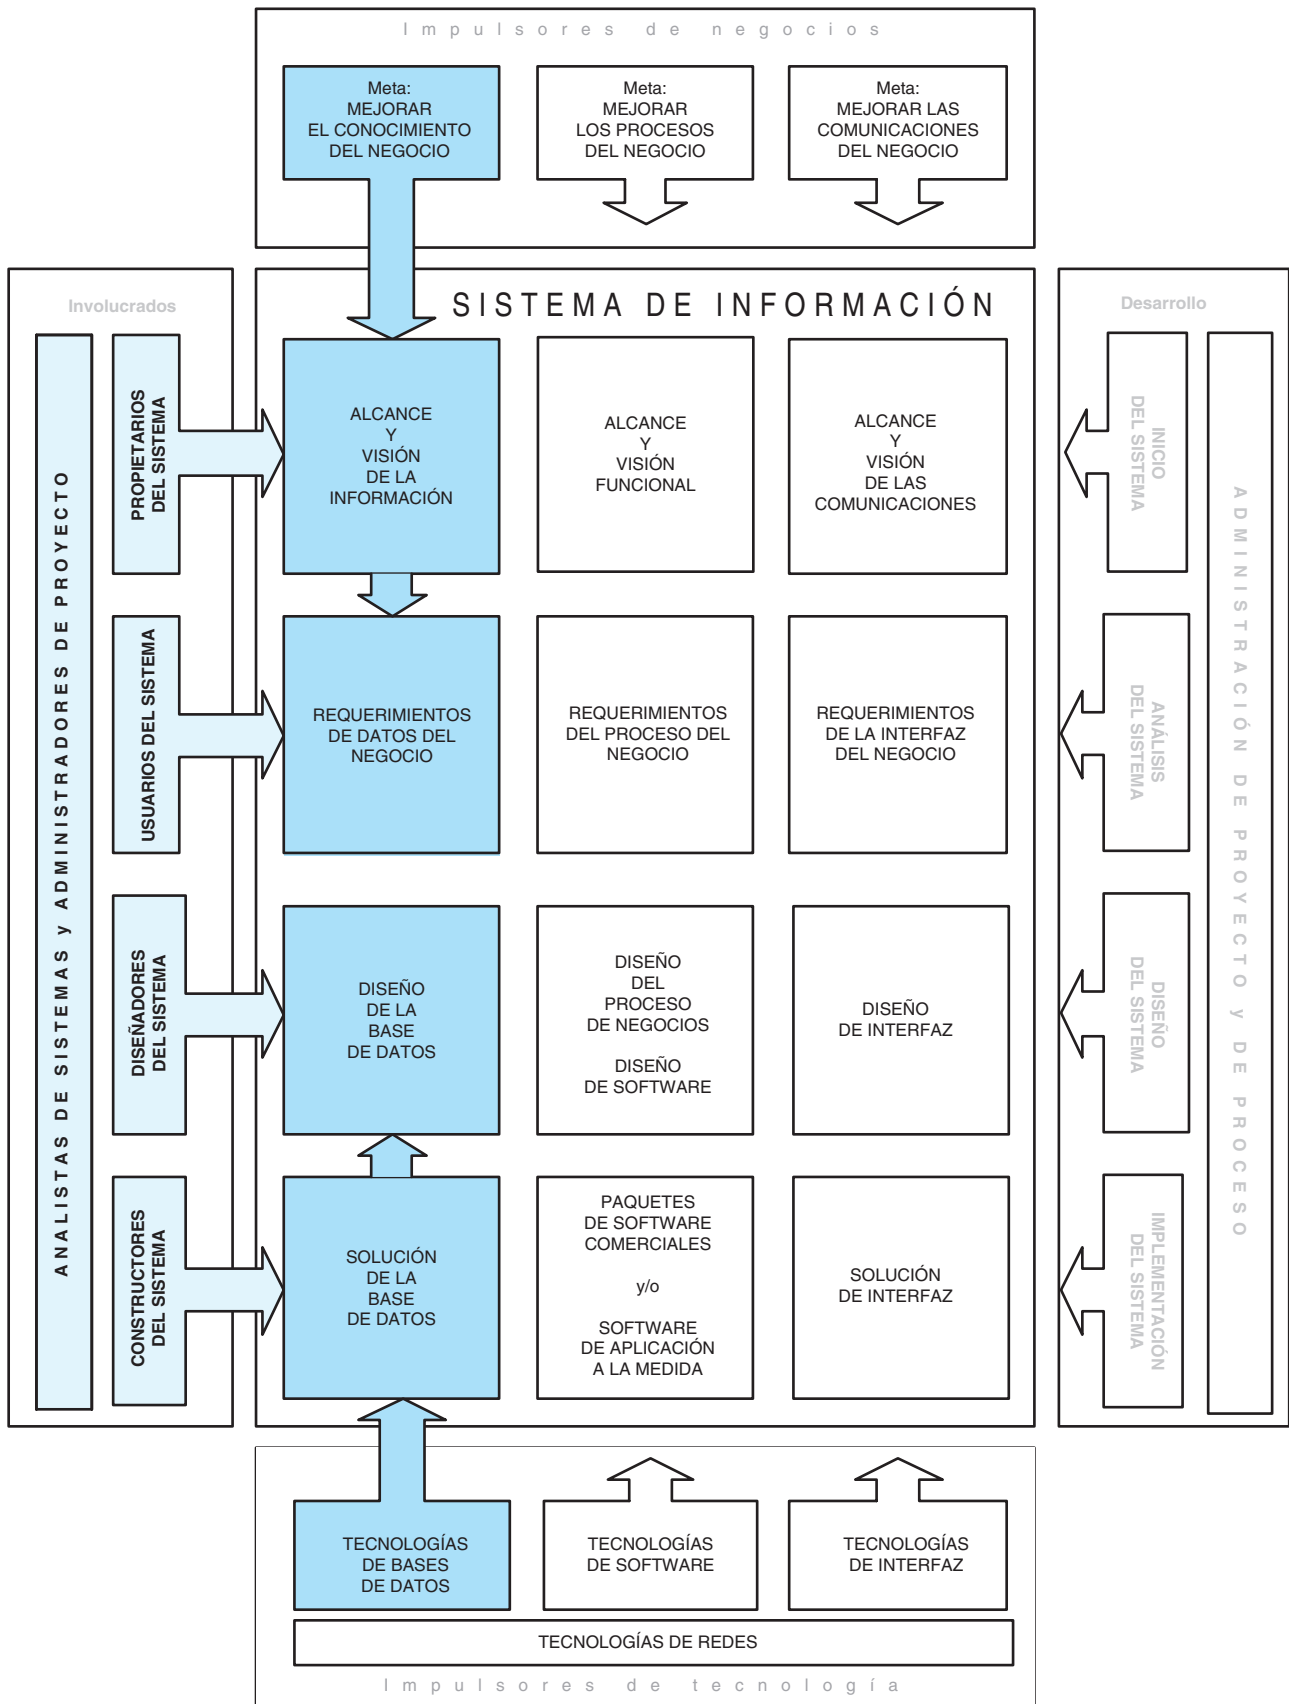 Impulsores de negocios
Meta:
MEJORAR
EL CONOCIMIENTO
DEL NEGOCIO
Meta:
MEJORAR
LOS PROCESOS
DEL NEGOCIO
Meta:
MEJORAR LAS
COMUNICACIONES
DEL NEGOCIO
Involucrados
ANALISTAS DE SISTEMAS y ADMINISTRADORES DE PROYECTO
PROPIETARIOS
DEL SISTEMA
USUARIOS DEL SISTEMA
DISEÑADORES
DEL SISTEMA
CONSTRUCTORES
DEL SISTEMA
SISTEMA DE INFORMACIÓN
ALCANCE
Y
VISIÓN
DE LA
INFORMACIÓN
ALCANCE
Y
VISIÓN
FUNCIONAL
ALCANCE
Y
VISIÓN
DE LAS
COMUNICACIONES
REQUERIMIENTOS
DE DATOS DEL
NEGOCIO
REQUERIMIENTOS
DEL PROCESO DEL
NEGOCIO
REQUERIMIENTOS
DE LA INTERFAZ
DEL NEGOCIO
DISEÑO
DE LA
BASE
DE DATOS
DISEÑO
DEL
PROCESO
DE NEGOCIOS
DISEÑO
DE SOFTWARE
DISEÑO
DE INTERFAZ
SOLUCIÓN
DE LA
BASE
DE DATOS
PAQUETES
DE SOFTWARE
COMERCIALES
y/o
SOFTWARE
DE APLICACIÓN
A LA MEDIDA
SOLUCIÓN
DE INTERFAZ
Desarrollo
INICIO
DEL SISTEMA
ANÁLISIS
DEL SISTEMA
DISEÑO
DEL SISTEMA
IMPLEMENTACIÓN
DEL SISTEMA
ADMINISTRACIÓN DE PROYECTO y DE PROCESO
TECNOLOGÍAS
DE BASES
DE DATOS
TECNOLOGÍAS
DE SOFTWARE
TECNOLOGÍAS
DE INTERFAZ
TECNOLOGÍAS DE REDES
Impulsores de tecnología